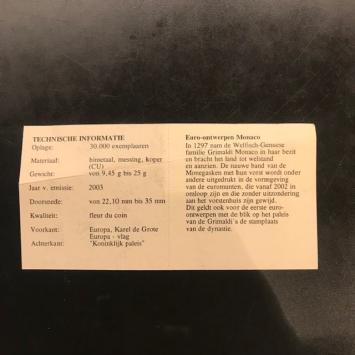 TECHNISCHE INFORMATIE
Oplage: 30.000 exemplaaren
Materiaal: bimetaal, messing, koper
(CU)
Gewicht: von 9,45 g bis 25 g
Jaar v. emissie: 2003
Doorsnede: von 22,10 mm bis 35 mm
Kwaliteit: fleur du coin
Voorkant: Europa, Karel de Grote
Europa - vlag
Achterkant: "Koninklijk paleis"
Euro-ontwerpen Monaco
In 1297 nam de Welfisch-Genuese
familie Grimaldi Monaco in haar bezit
en bracht het land tot welstand
en aanzien. De nauwe band van de
Monegasken met hun vorst wordt onder
andere uitgedrukt in de vormgeving
van de euromunten, die vanaf 2002 in
omloop zijn en die zonder uitzondering
aan het vorstenhuis zijn gewijd.
Dit geldt ook voor de eerste euro-
ontwerpen met de blik op het paleis
van de Grimaldi's de stamplaats
van de dynastie.